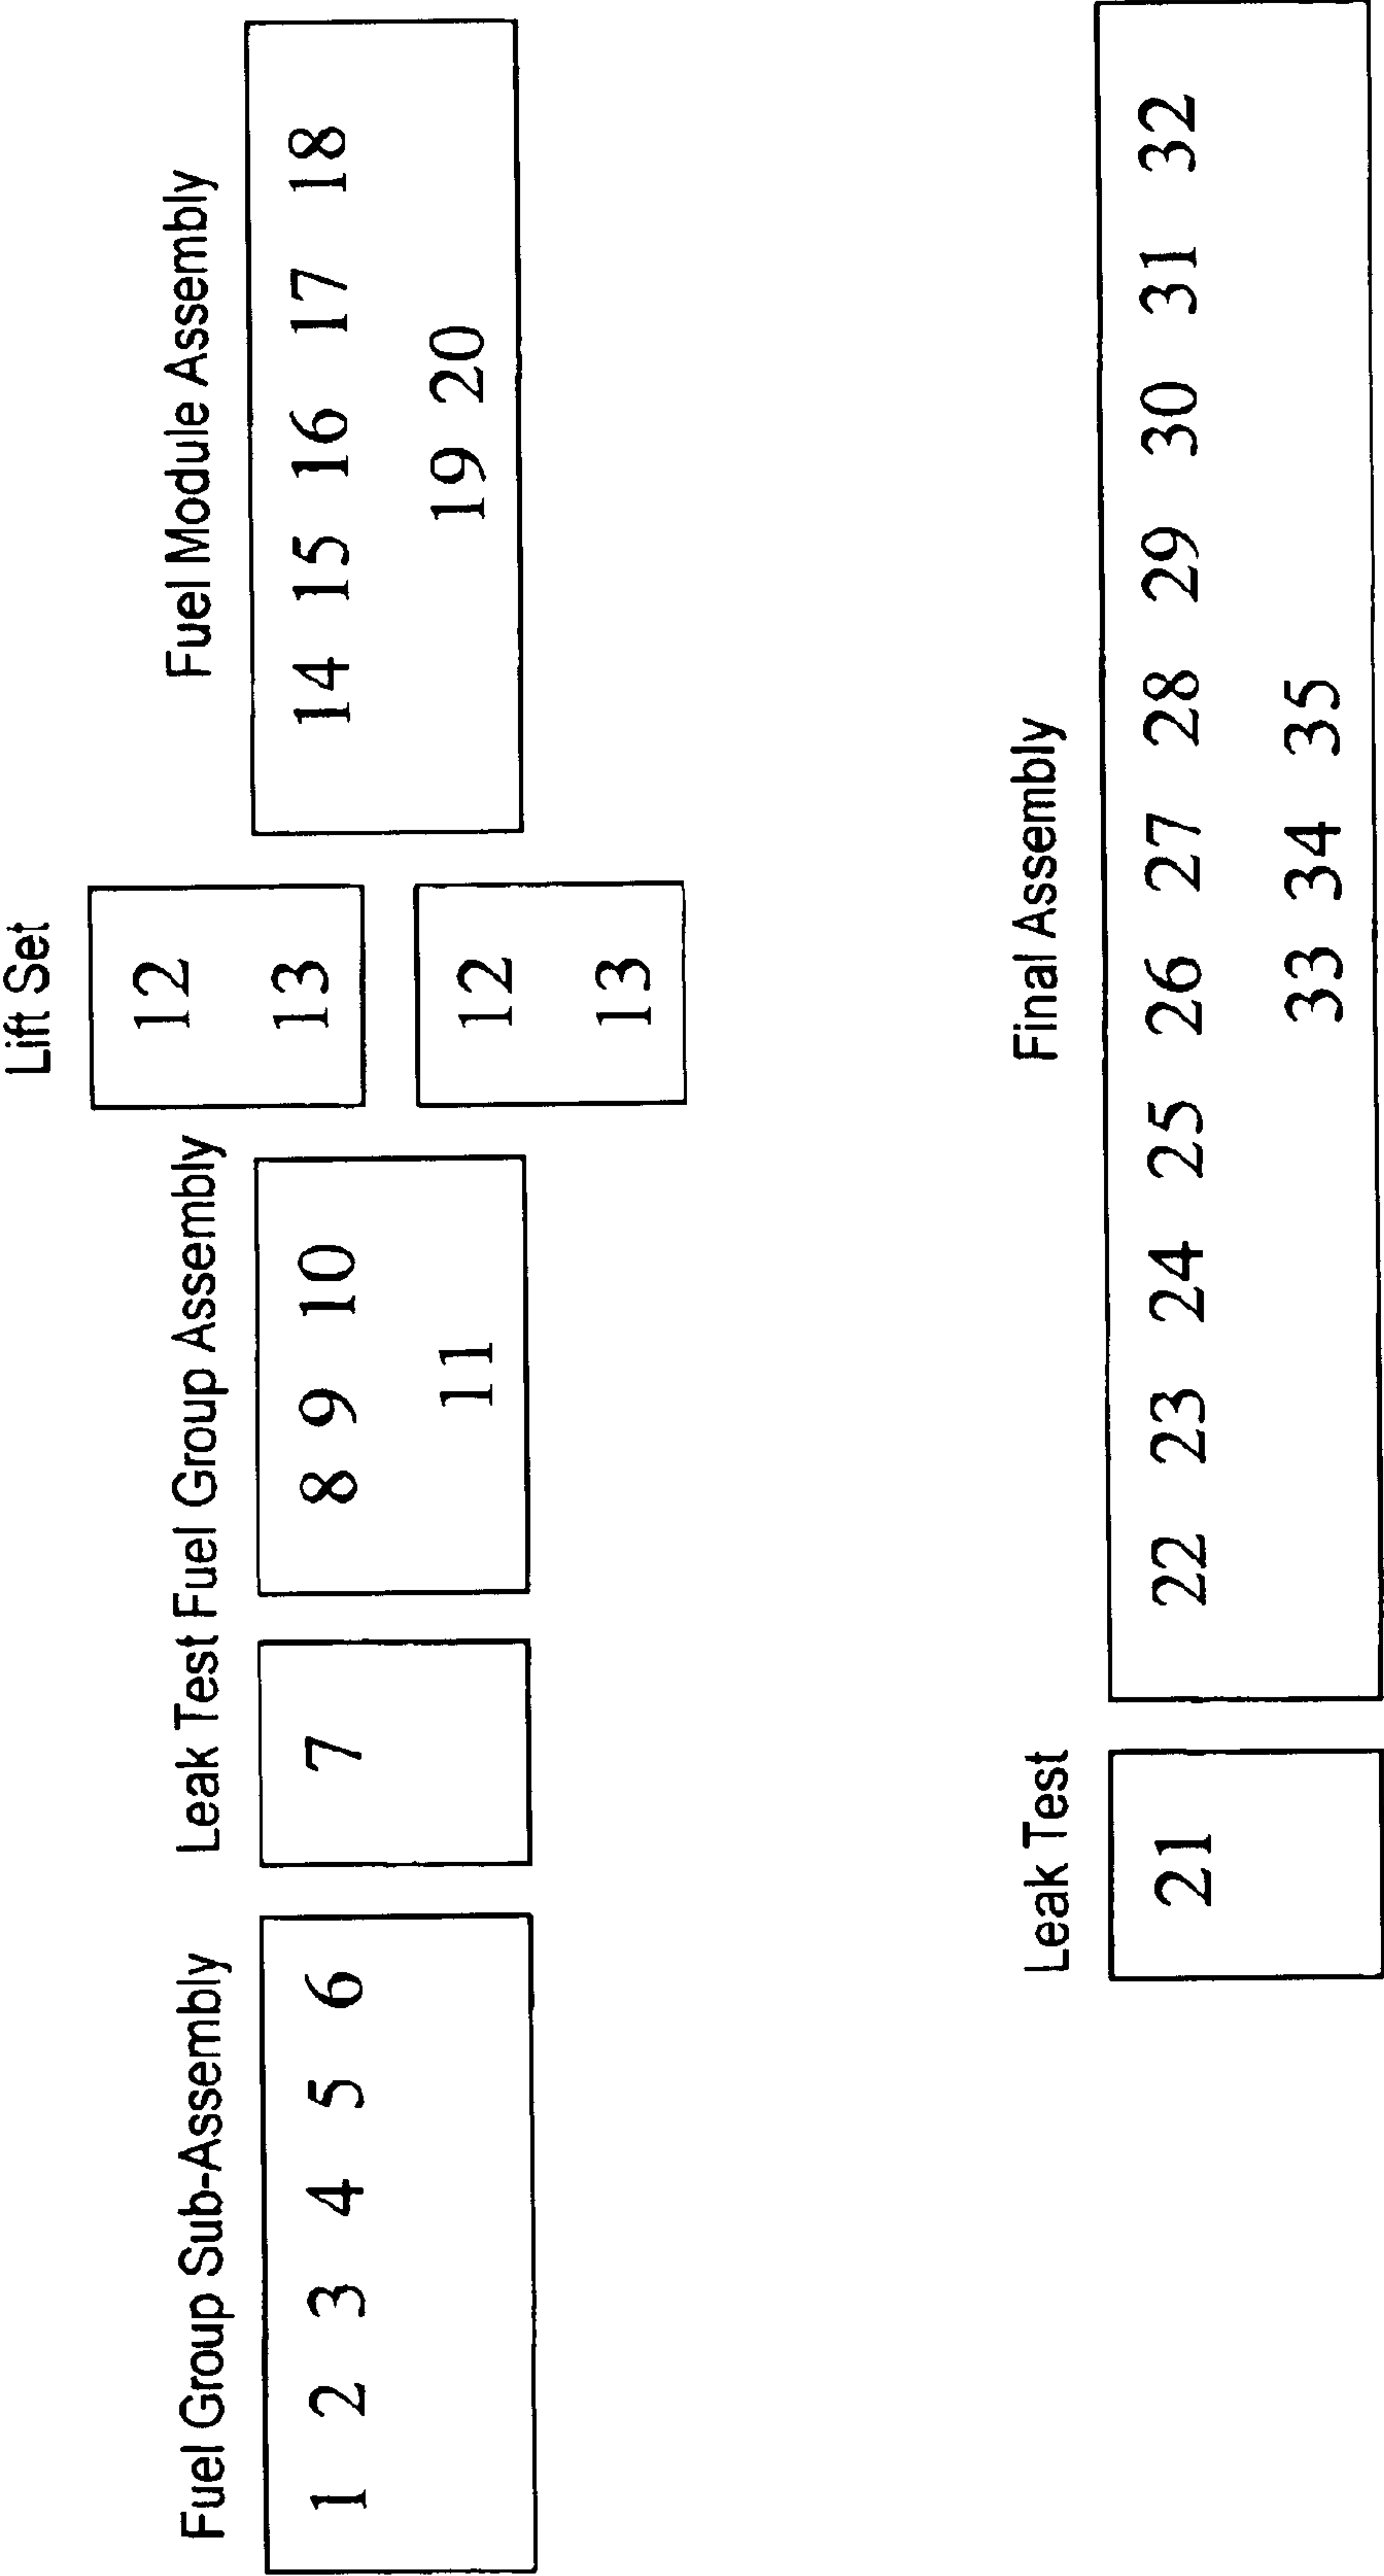 Fuel Group Sub-Assembly
1 2 3 4 5 6
Leak Test
7
Fuel Group Assembly
8 9 10
11
Lift Set
12
13
12
13
Fuel Module Assembly
14 15 16 17 18
19 20
Leak Test
21
Final Assembly
22 23 24 25 26 27 28 29 30 31 32
33 34 35